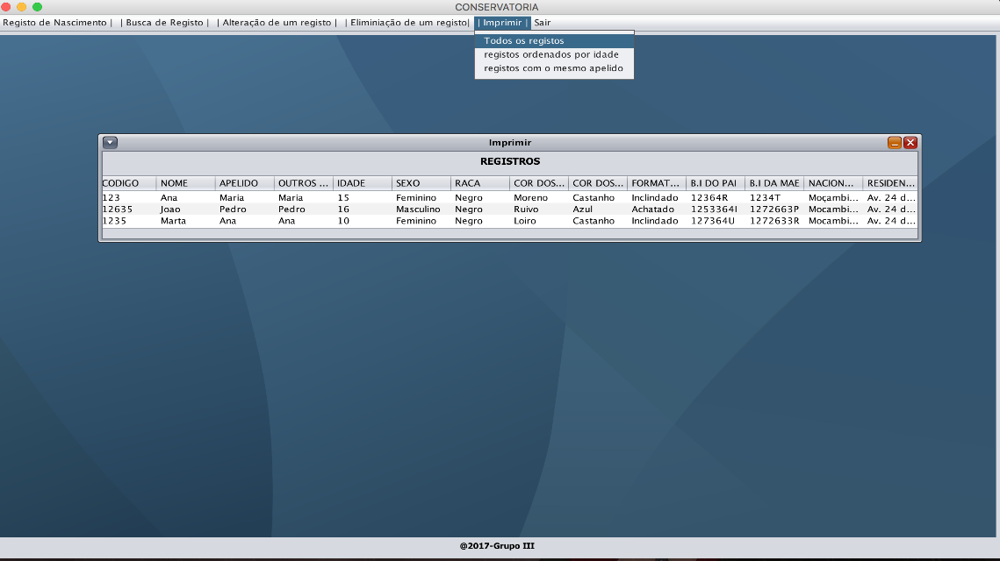 CONSERVATORIA
Registo de Nascimento | | Busca de Registo | | Alteração de um registo | | Eliminiação de um registo| | Imprimir | Sair
Todos os registos
registos ordenados por idade
registos com o mesmo apelido
Imprimir
REGISTROS
CODIGO NOME APELIDO OUTROS ... IDADE SEXO RACA COR DOS... COR DOS... FORMAT... B.I DO PAI B.I DA MAE NACION... RESIDEN...
123 Ana Maria Maria 15 Feminino Negro Moreno Castanho Inclindado 12364R 1234T Moçambi... Av. 24 d...
12635 Joao Pedro Pedro 16 Masculino Negro Ruivo Azul Achatado 1253364I 1272663P Mocambi... Av. 24 d...
1235 Marta Ana Ana 10 Feminino Negro Loiro Castanho Inclindado 127364U 1272633R Mocambi... Av. 24 d...
@2017-Grupo III